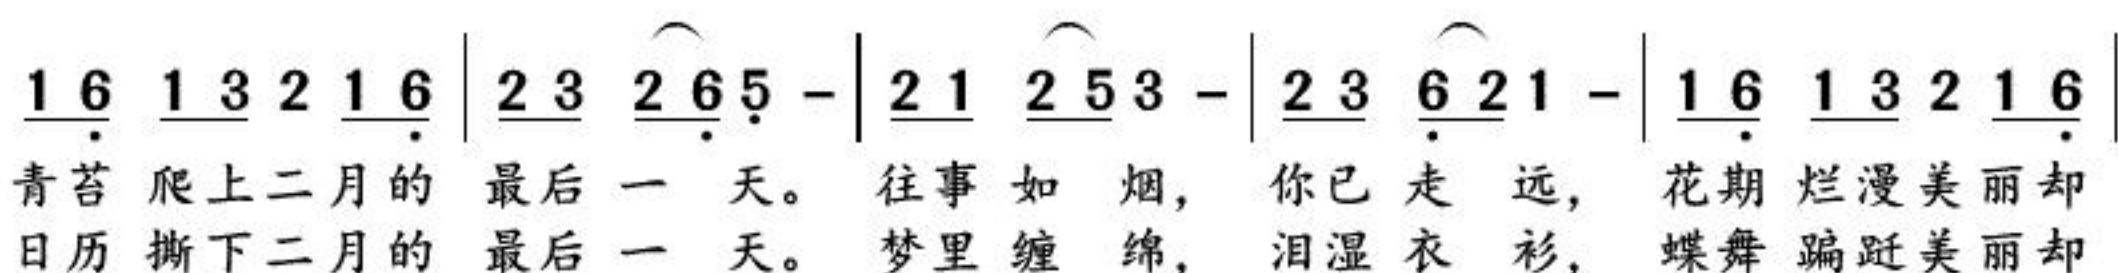 1 6̣ 1 3 2 1 6̣ | 2 3 2 6̣ 5̣ – | 2 1 2 5 3 – | 2 3 6̣ 2 1 – | 1 6̣ 1 3 2 1 6̣ |
青苔 爬上二月的 最后 一 天。 往事 如 烟, 你已 走 远, 花期 烂漫美丽却
日历 撕下二月的 最后 一 天。 梦里 缠 绵, 泪湿 衣 衫, 蝶舞 蹁跹美丽却